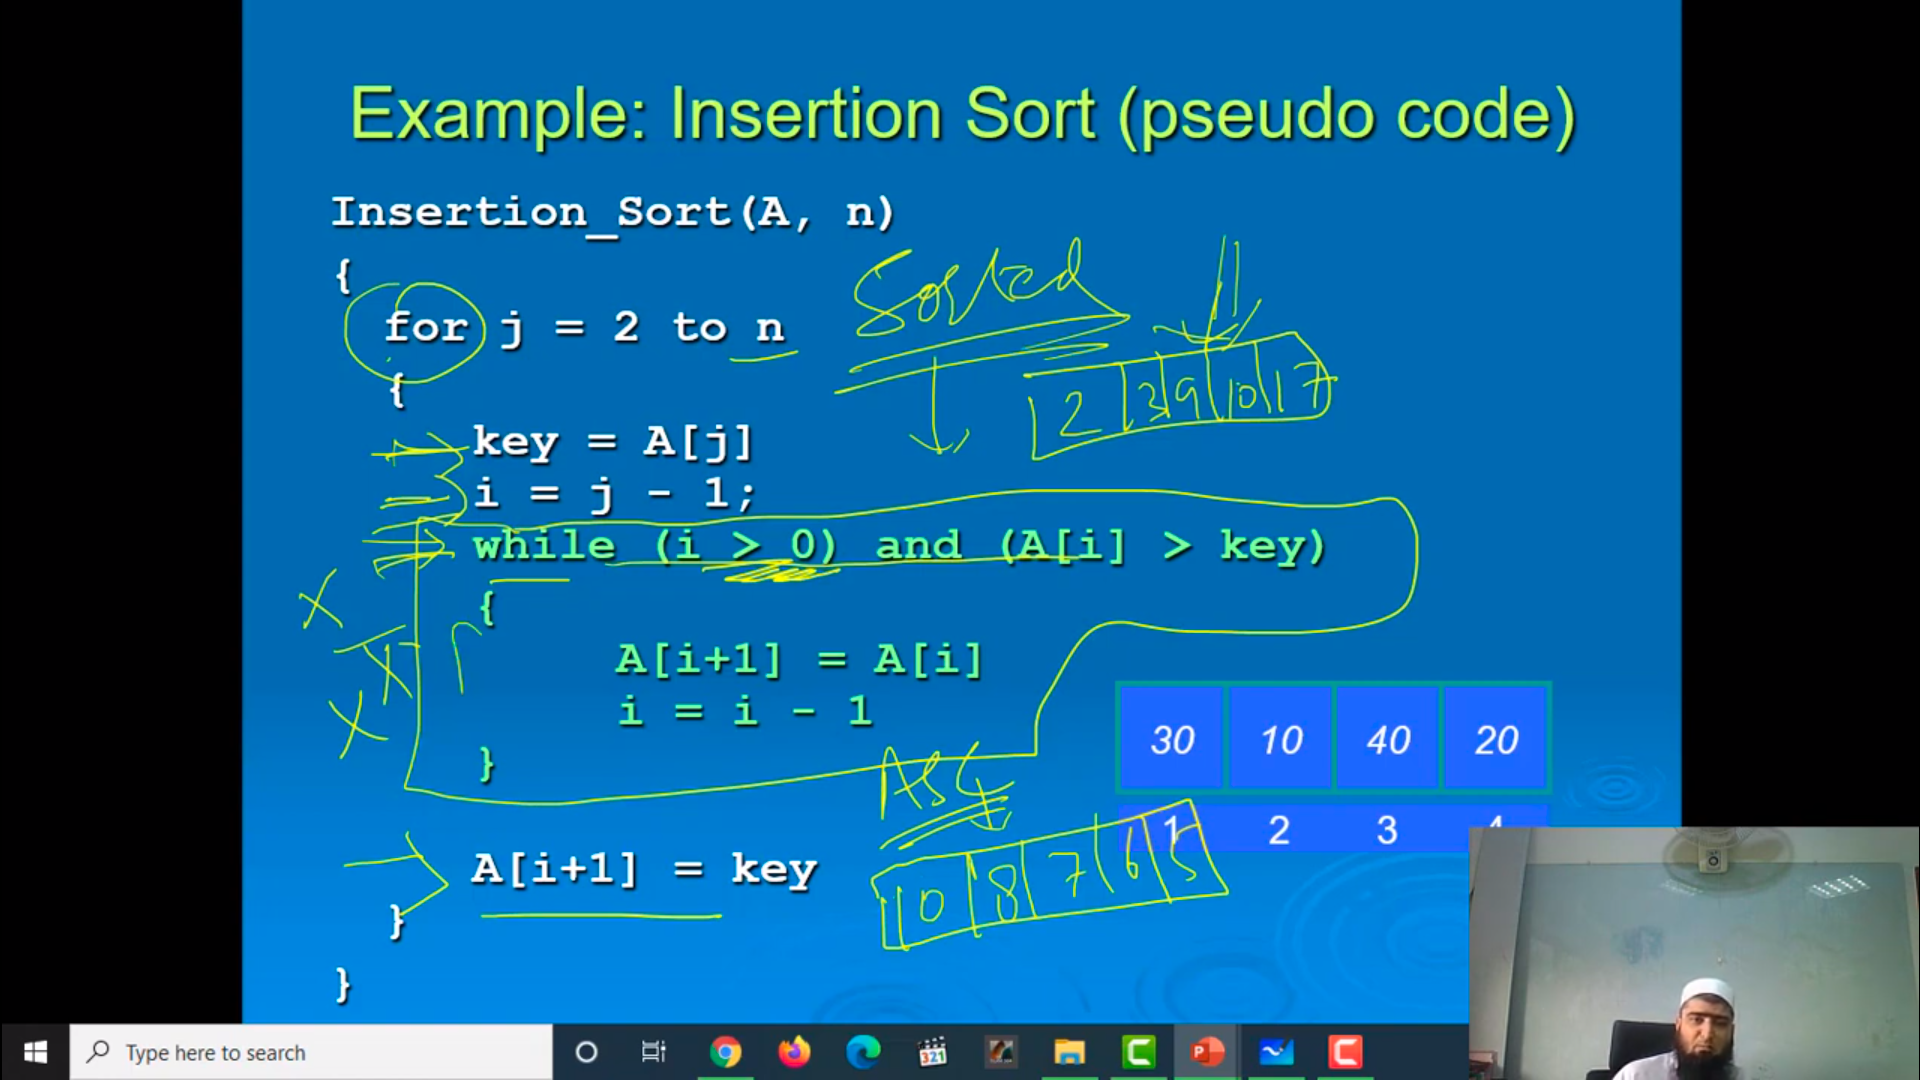 Example: Insertion Sort (pseudo code)
Insertion_Sort(A, n)
{
for j = 2 to n
{
Sorted
2 3 9 10 17
key = A[j]
i = j - 1;
while (i > 0) and (A[i] > key)
{
A[i+1] = A[i]
i = i - 1
}
30 10 40 20
1 2 3 4
ASC
10 8 7 6 5
A[i+1] = key
}
}
Type here to search
321